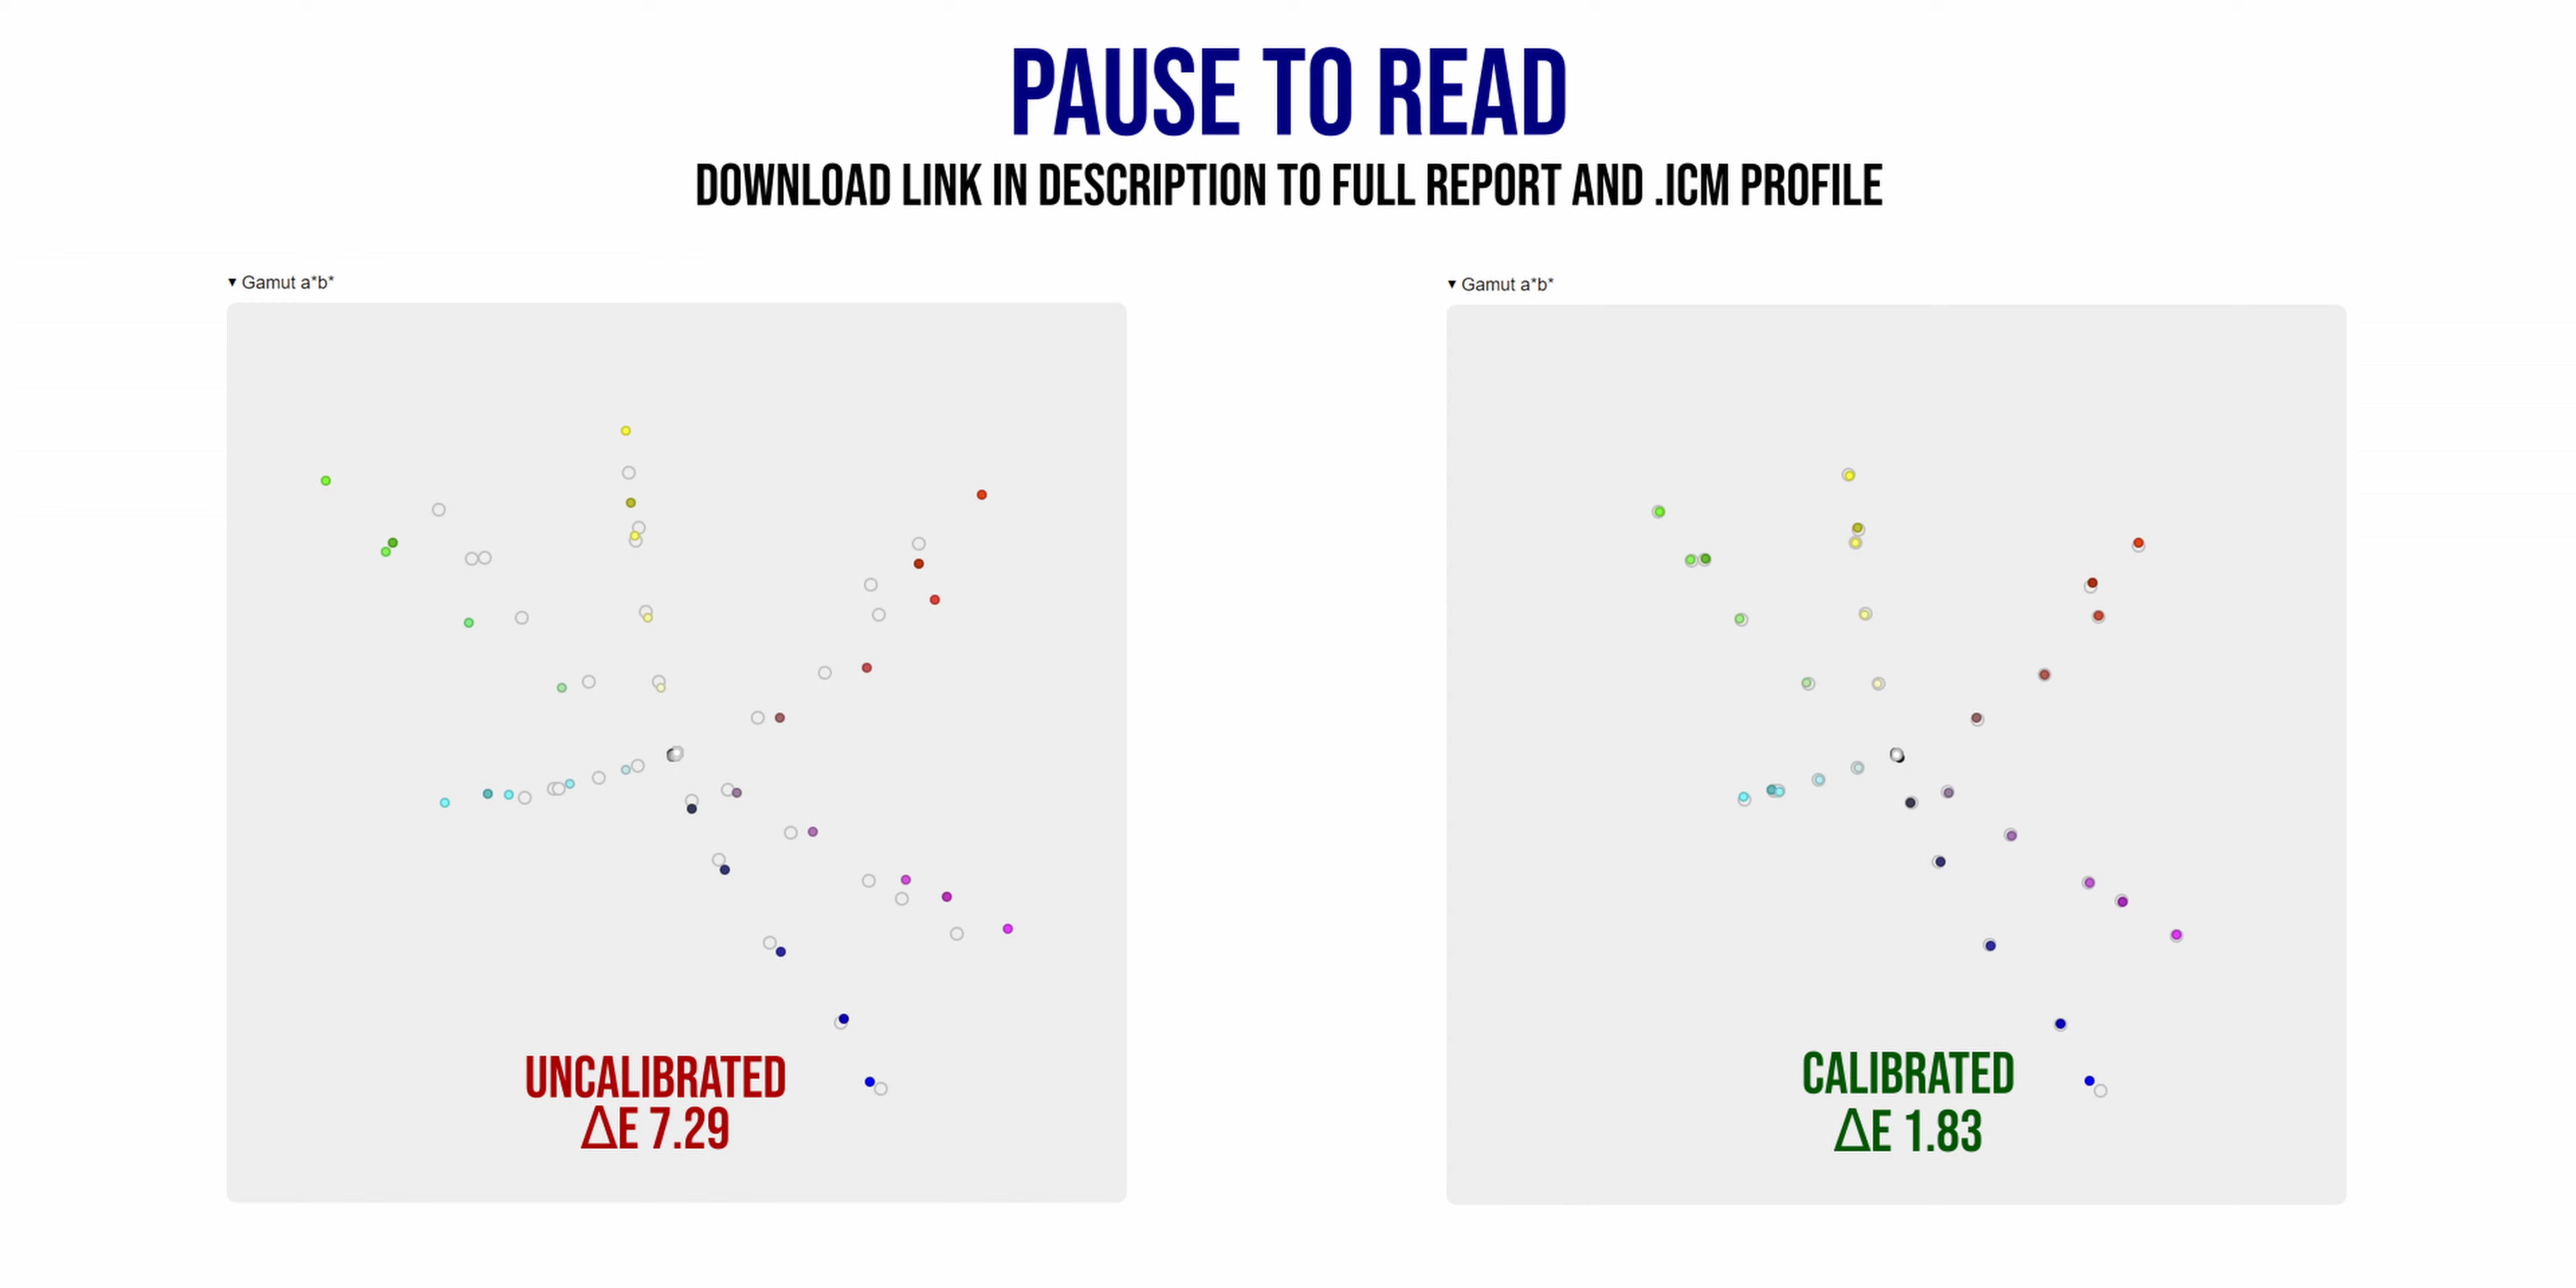 PAUSE TO READ
DOWNLOAD LINK IN DESCRIPTION TO FULL REPORT AND .ICM PROFILE
▼ Gamut a*b*
▼ Gamut a*b*
UNCALIBRATED
ΔE 7.29
CALIBRATED
ΔE 1.83